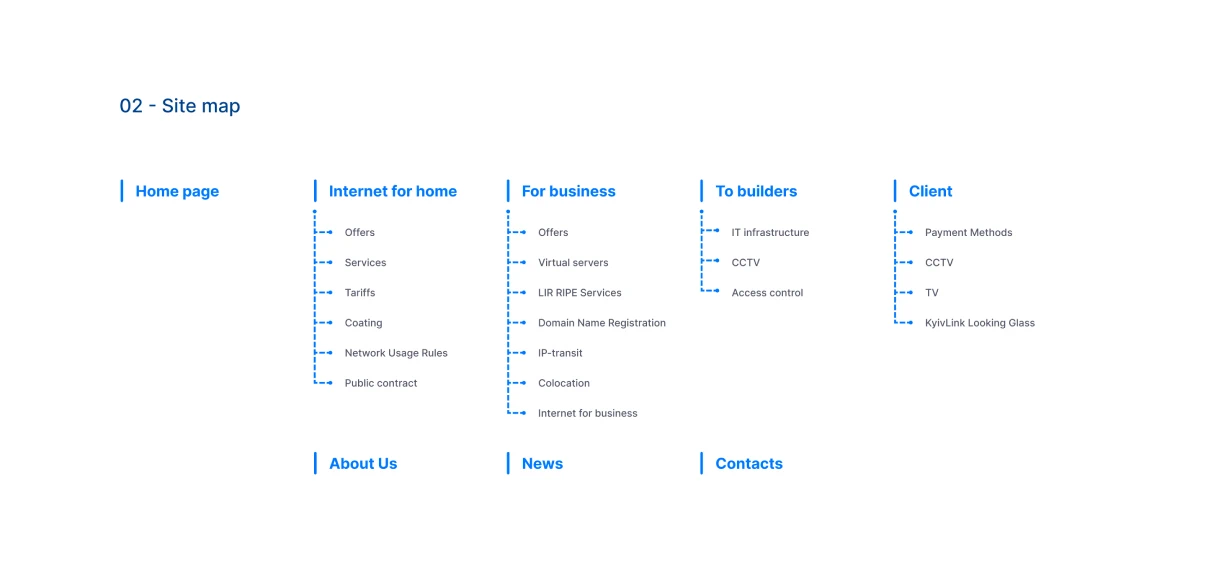 02 - Site map
Home page
Internet for home
Offers
Services
Tariffs
Coating
Network Usage Rules
Public contract
For business
Offers
Virtual servers
LIR RIPE Services
Domain Name Registration
IP-transit
Colocation
Internet for business
To builders
IT infrastructure
CCTV
Access control
Client
Payment Methods
CCTV
TV
KyivLink Looking Glass
About Us
News
Contacts